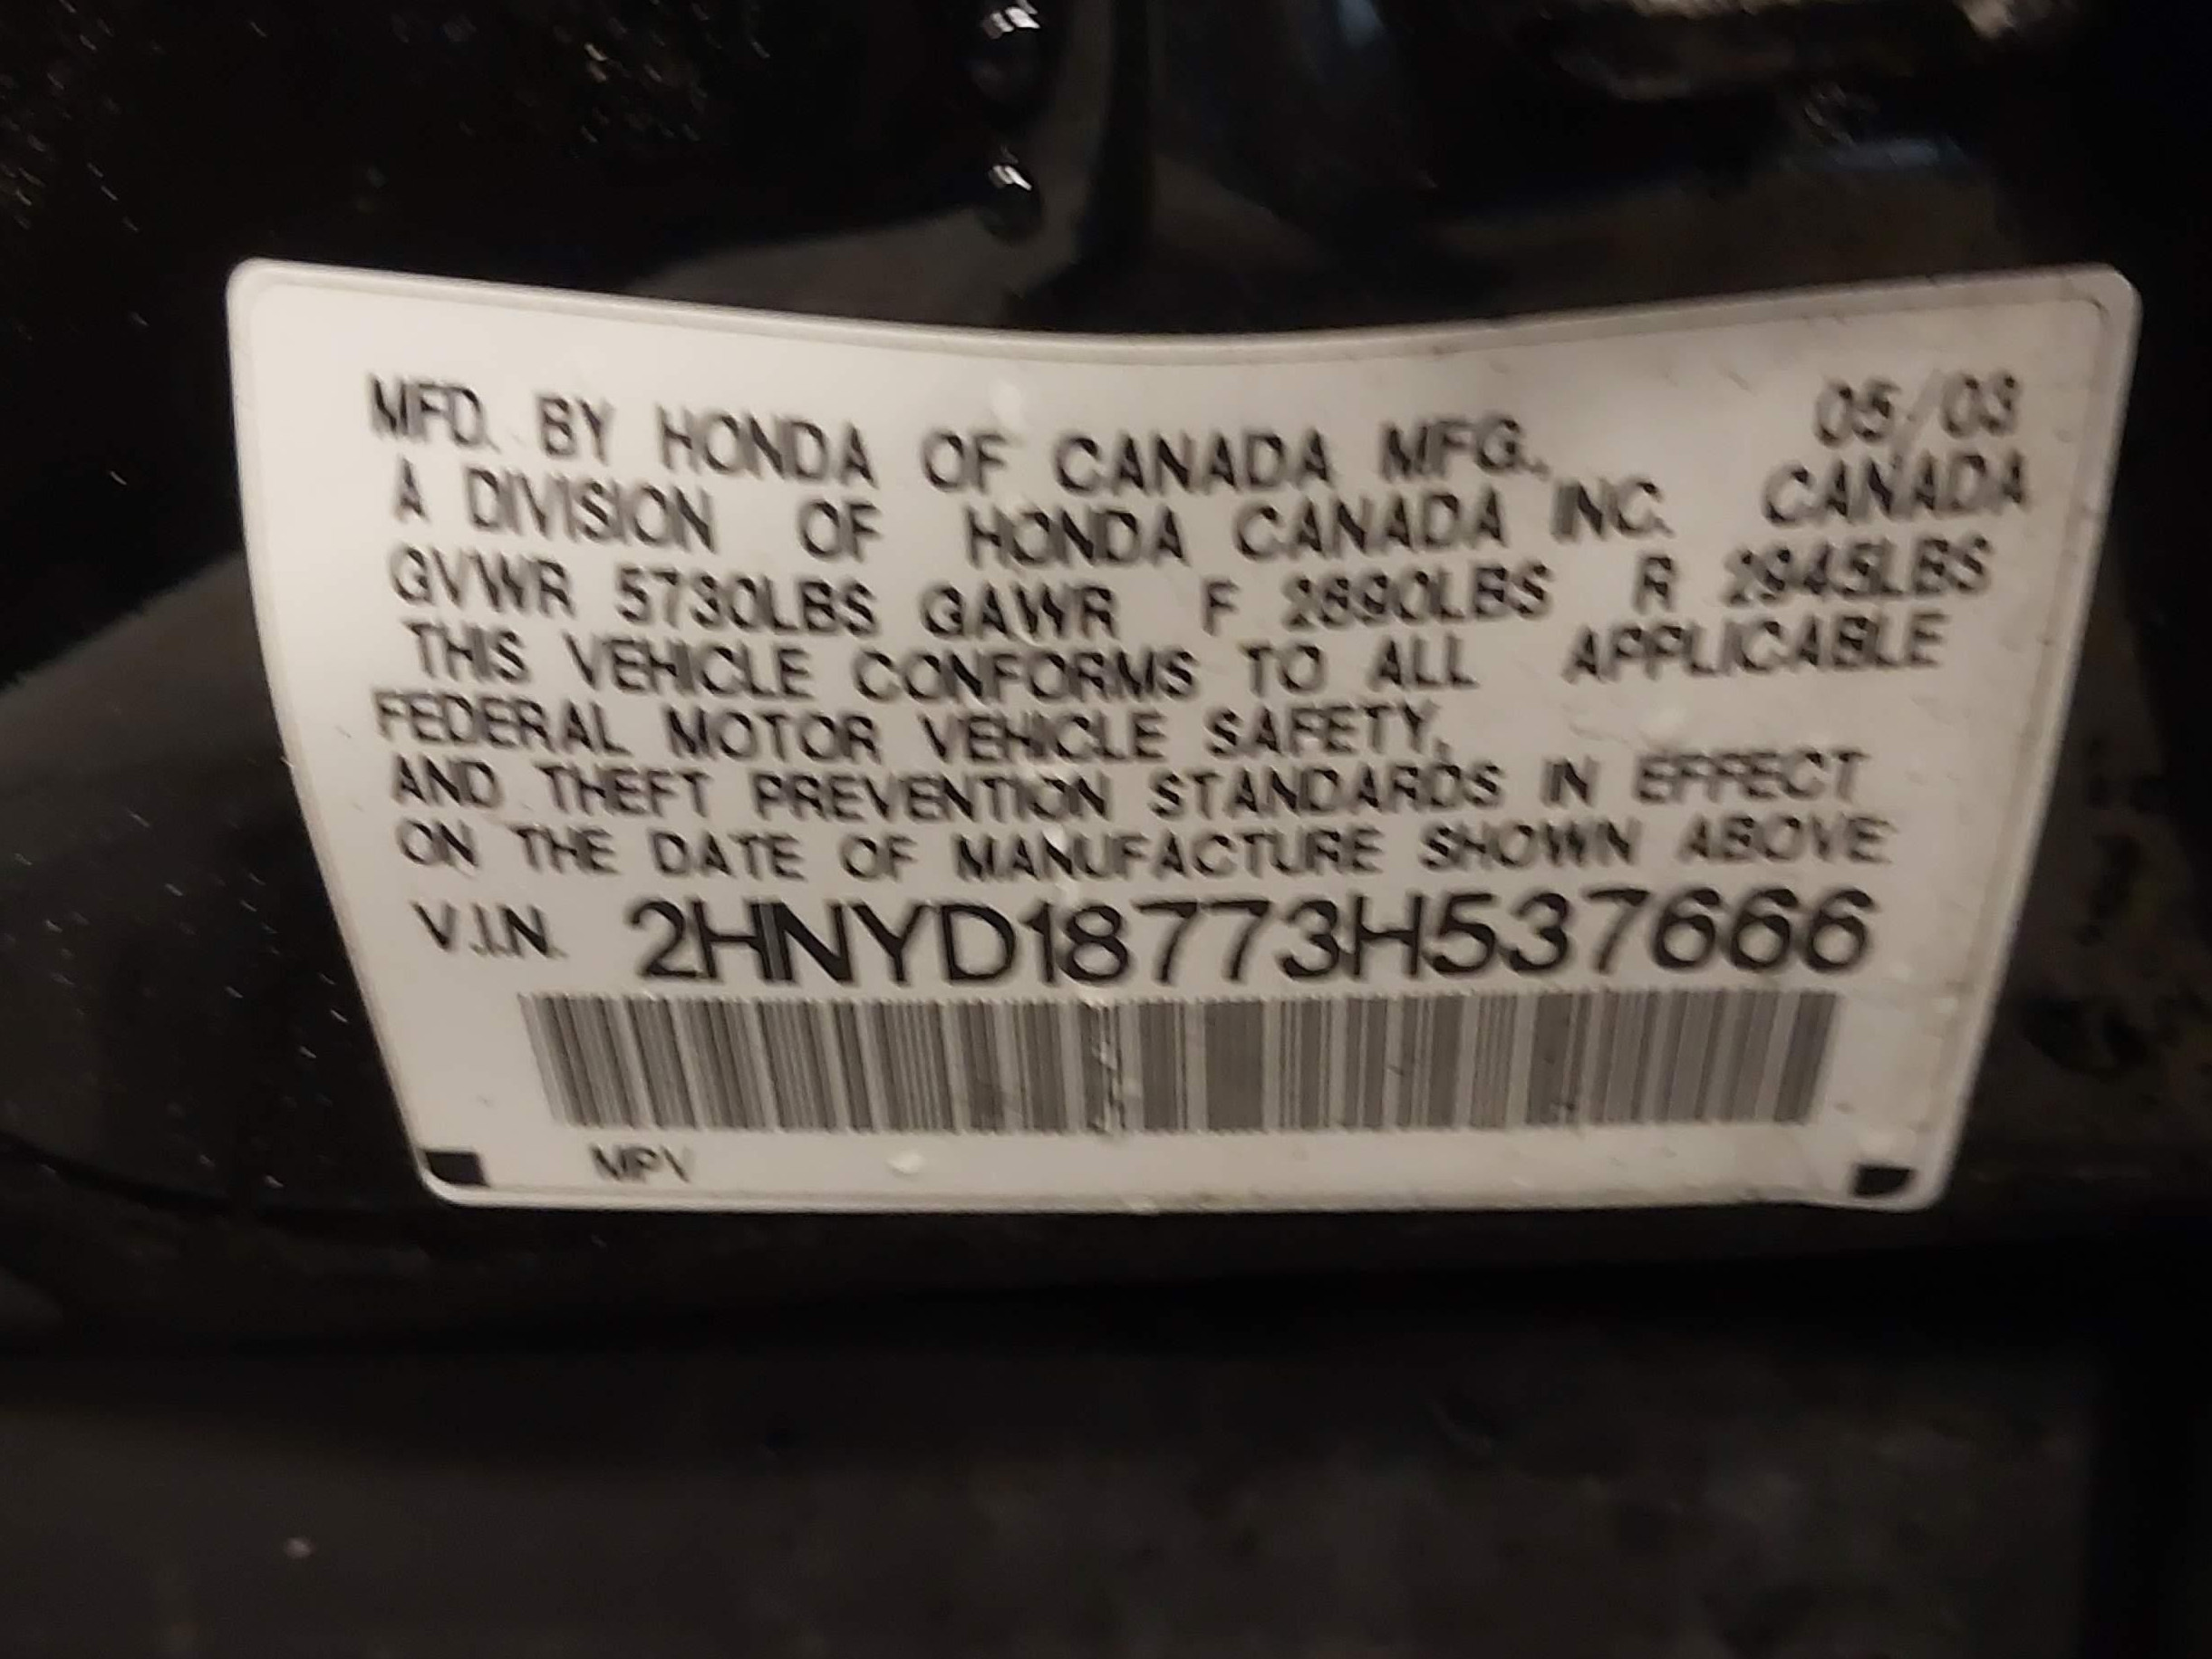 MFD. BY HONDA OF CANADA MFG., 05/03
A DIVISION OF HONDA CANADA INC. CANADA
GVWR 5730LBS GAWR F 2890LBS R 2945LBS
THIS VEHICLE CONFORMS TO ALL APPLICABLE
FEDERAL MOTOR VEHICLE SAFETY,
AND THEFT PREVENTION STANDARDS IN EFFECT
ON THE DATE OF MANUFACTURE SHOWN ABOVE
V.I.N. 2HNYD18773H537666
MPV